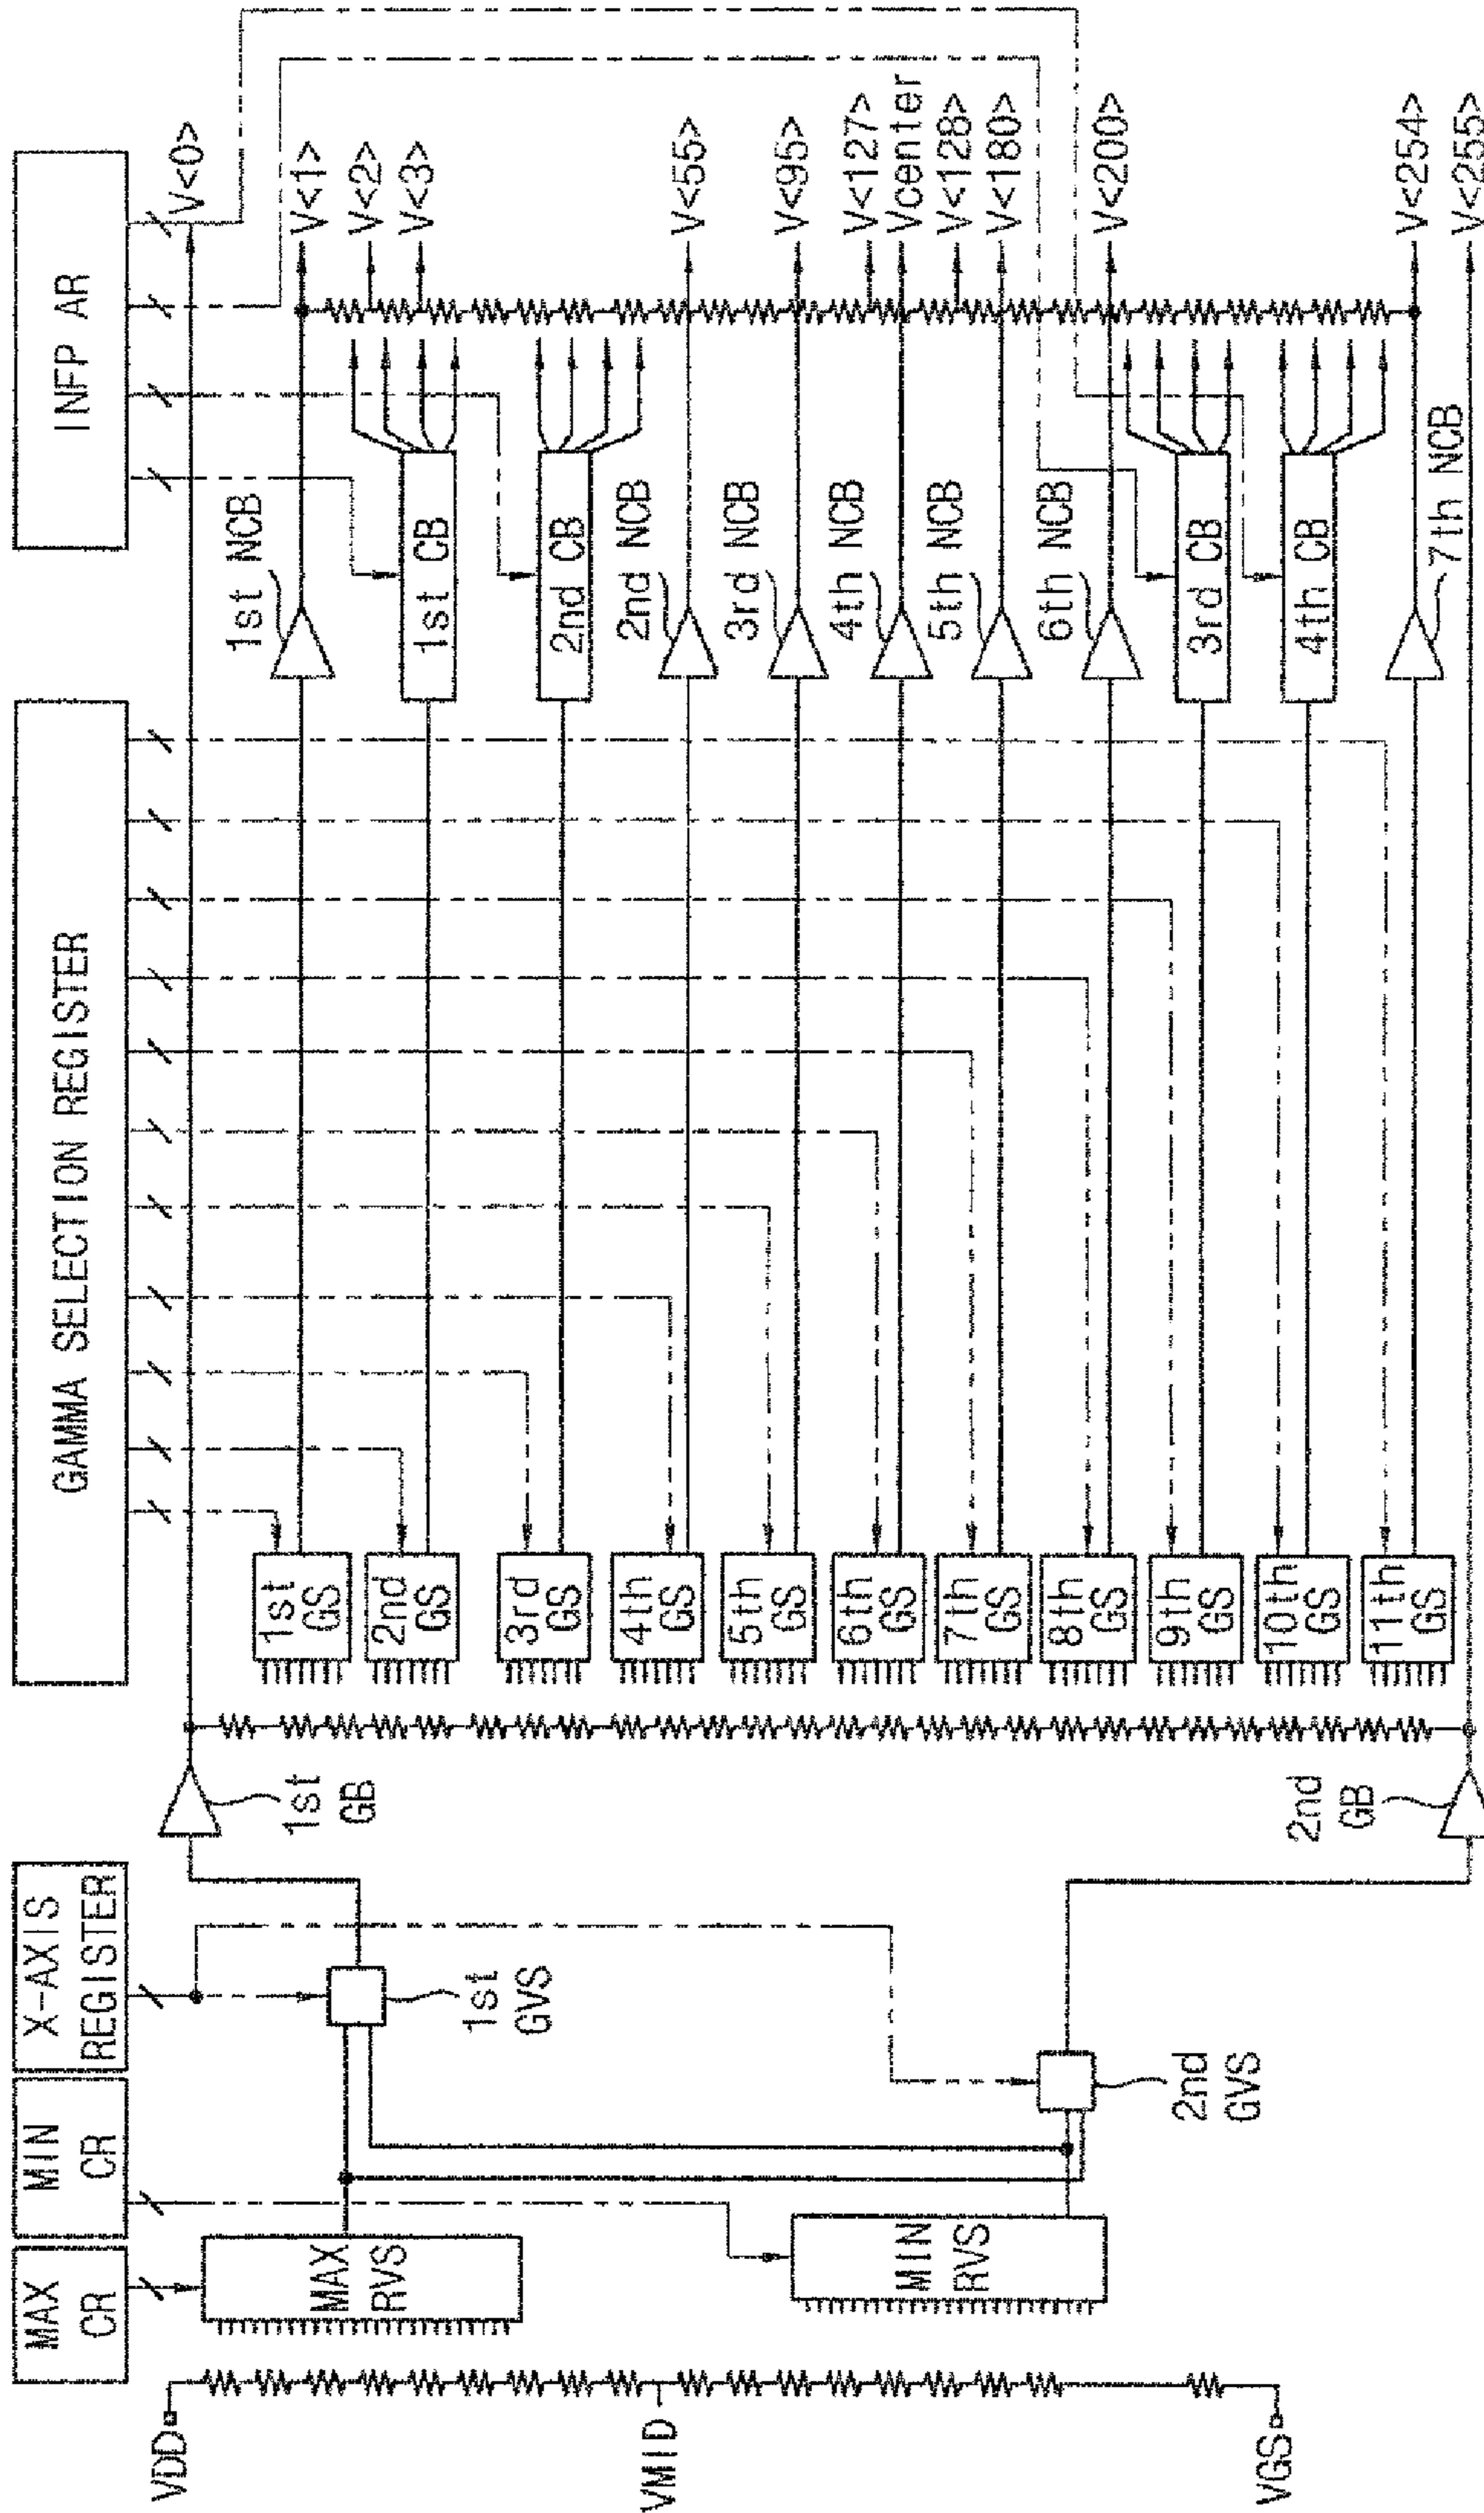 MAX
CR
MIN
CR
X-AXIS
REGISTER
GAMMA SELECTION REGISTER
INFP AR
VDD
VMID
VGS
MAX
RVS
MIN
RVS
1st
GVS
2nd
GVS
1st
GB
2nd
GB
1st
GS
2nd
GS
3rd
GS
4th
GS
5th
GS
6th
GS
7th
GS
8th
GS
9th
GS
10th
GS
11th
GS
1st NCB
1st CB
2nd CB
2nd NCB
3rd NCB
4th NCB
5th NCB
6th NCB
3rd CB
4th CB
7th NCB
V<0>
V<1>
V<2>
V<3>
V<55>
V<95>
V<127>
Vcenter
V<128>
V<180>
V<200>
V<254>
V<255>